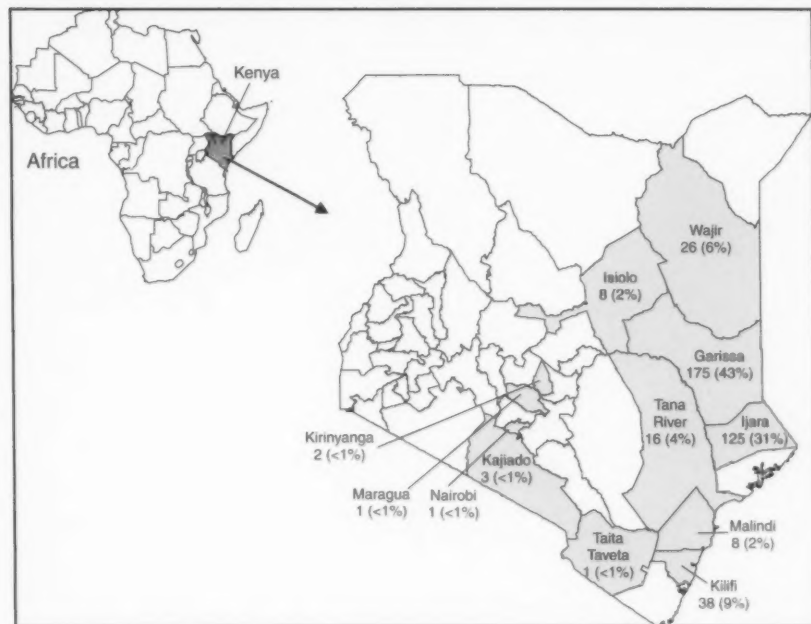 Kenya
Africa
Wajir
26 (6%)
Isiolo
8 (2%)
Garissa
175 (43%)
Tana
River
16 (4%)
Ijara
125 (31%)
Kirinyanga
2 (<1%)
Kajiado
3 (<1%)
Maragua
1 (<1%)
Nairobi
1 (<1%)
Malindi
8 (2%)
Taita
Taveta
1 (<1%)
Kilifi
38 (9%)